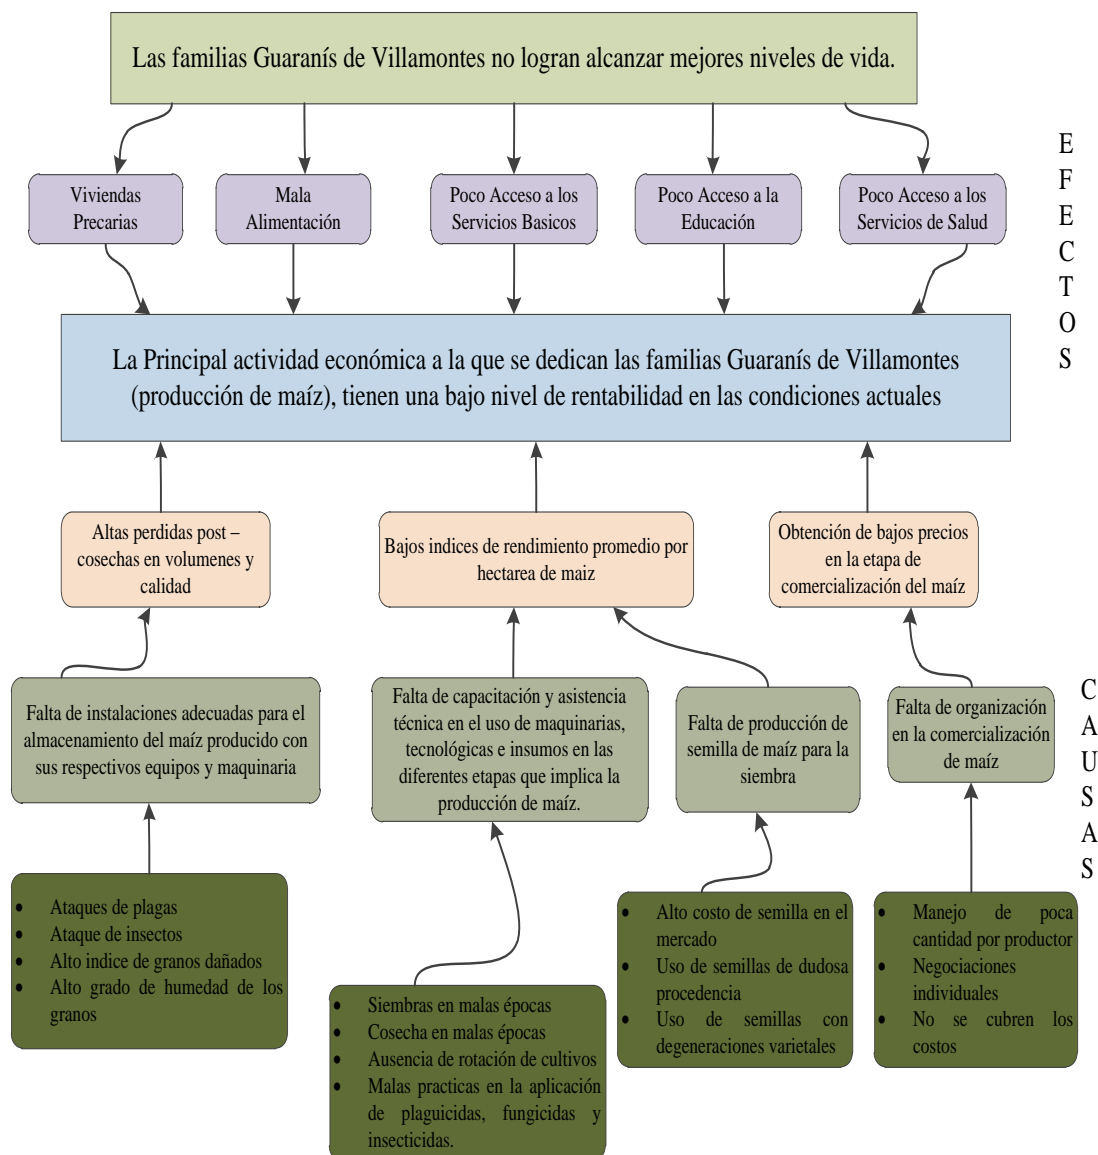 Las familias Guaranís de Villamontes no logran alcanzar mejores niveles de vida.
E
F
E
C
T
O
S
Viviendas
Precarias
Mala
Alimentación
Poco Acceso a los
Servicios Basicos
Poco Acceso a la
Educación
Poco Acceso a los
Servicios de Salud
La Principal actividad económica a la que se dedican las familias Guaranís de Villamontes
(producción de maíz), tienen una bajo nivel de rentabilidad en las condiciones actuales
Altas perdidas post –
cosechas en volumenes y
calidad
Bajos indices de rendimiento promedio por
hectarea de maiz
Obtención de bajos precios
en la etapa de
comercialización del maíz
C
A
U
S
A
S
Falta de instalaciones adecuadas para el
almacenamiento del maíz producido con
sus respectivos equipos y maquinaria
Falta de capacitación y asistencia
técnica en el uso de maquinarias,
tecnológicas e insumos en las
diferentes etapas que implica la
producción de maíz.
Falta de producción de
semilla de maíz para la
siembra
Falta de organización
en la comercialización
de maíz
• Ataques de plagas
• Ataque de insectos
• Alto indice de granos dañados
• Alto grado de humedad de los
granos
• Siembras en malas épocas
• Cosecha en malas épocas
• Ausencia de rotación de cultivos
• Malas practicas en la aplicación
de plaguicidas, fungicidas y
insecticidas.
• Alto costo de semilla en el
mercado
• Uso de semillas de dudosa
procedencia
• Uso de semillas con
degeneraciones varietales
• Manejo de poca
cantidad por productor
• Negociaciones
individuales
• No se cubren los
costos